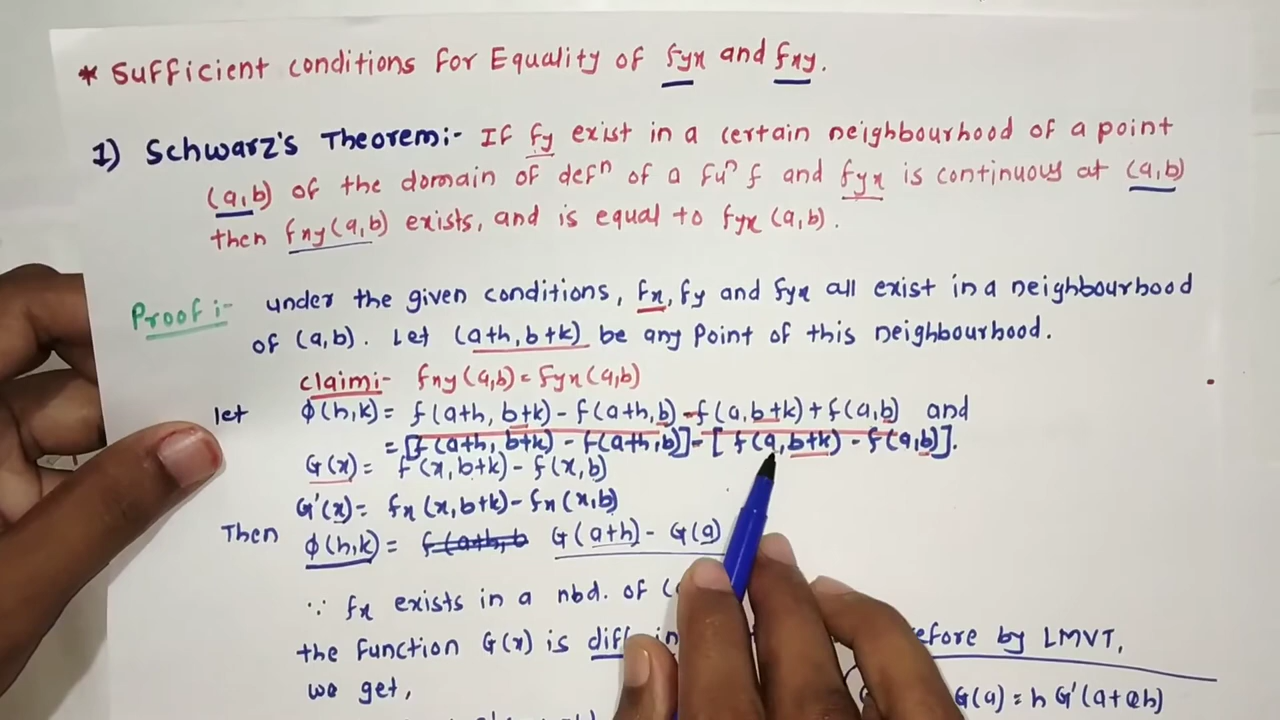 * Sufficient conditions for Equality of fyx and fxy.
1) Schwarz's Theorem:- If fy exist in a certain neighbourhood of a point
(a,b) of the domain of defⁿ of a fuⁿ f and fyx is continuous at (a,b)
then fxy(a,b) exists, and is equal to fyx (a,b).
Proof:- under the given conditions, fx, fy and fyx all exist in a neighbourhood
of (a,b). Let (a+h, b+k) be any point of this neighbourhood.
claim:- fxy(a,b) = fyx(a,b)
let ϕ(h,k) = f(a+h, b+k) - f(a+h, b) - f(a, b+k) + f(a,b) and
= [f(a+h, b+k) - f(a+h, b)] - [f(a, b+k) - f(a,b)].
G(x) = f(x, b+k) - f(x, b)
G'(x) = fx(x, b+k) - fx(x, b)
Then ϕ(h,k) = G(a+h) - G(a)
∵ fx exists in a nbd. of
the function G(x) is diff in by LMVT,
we get, G(a) = h G'(a+θh)